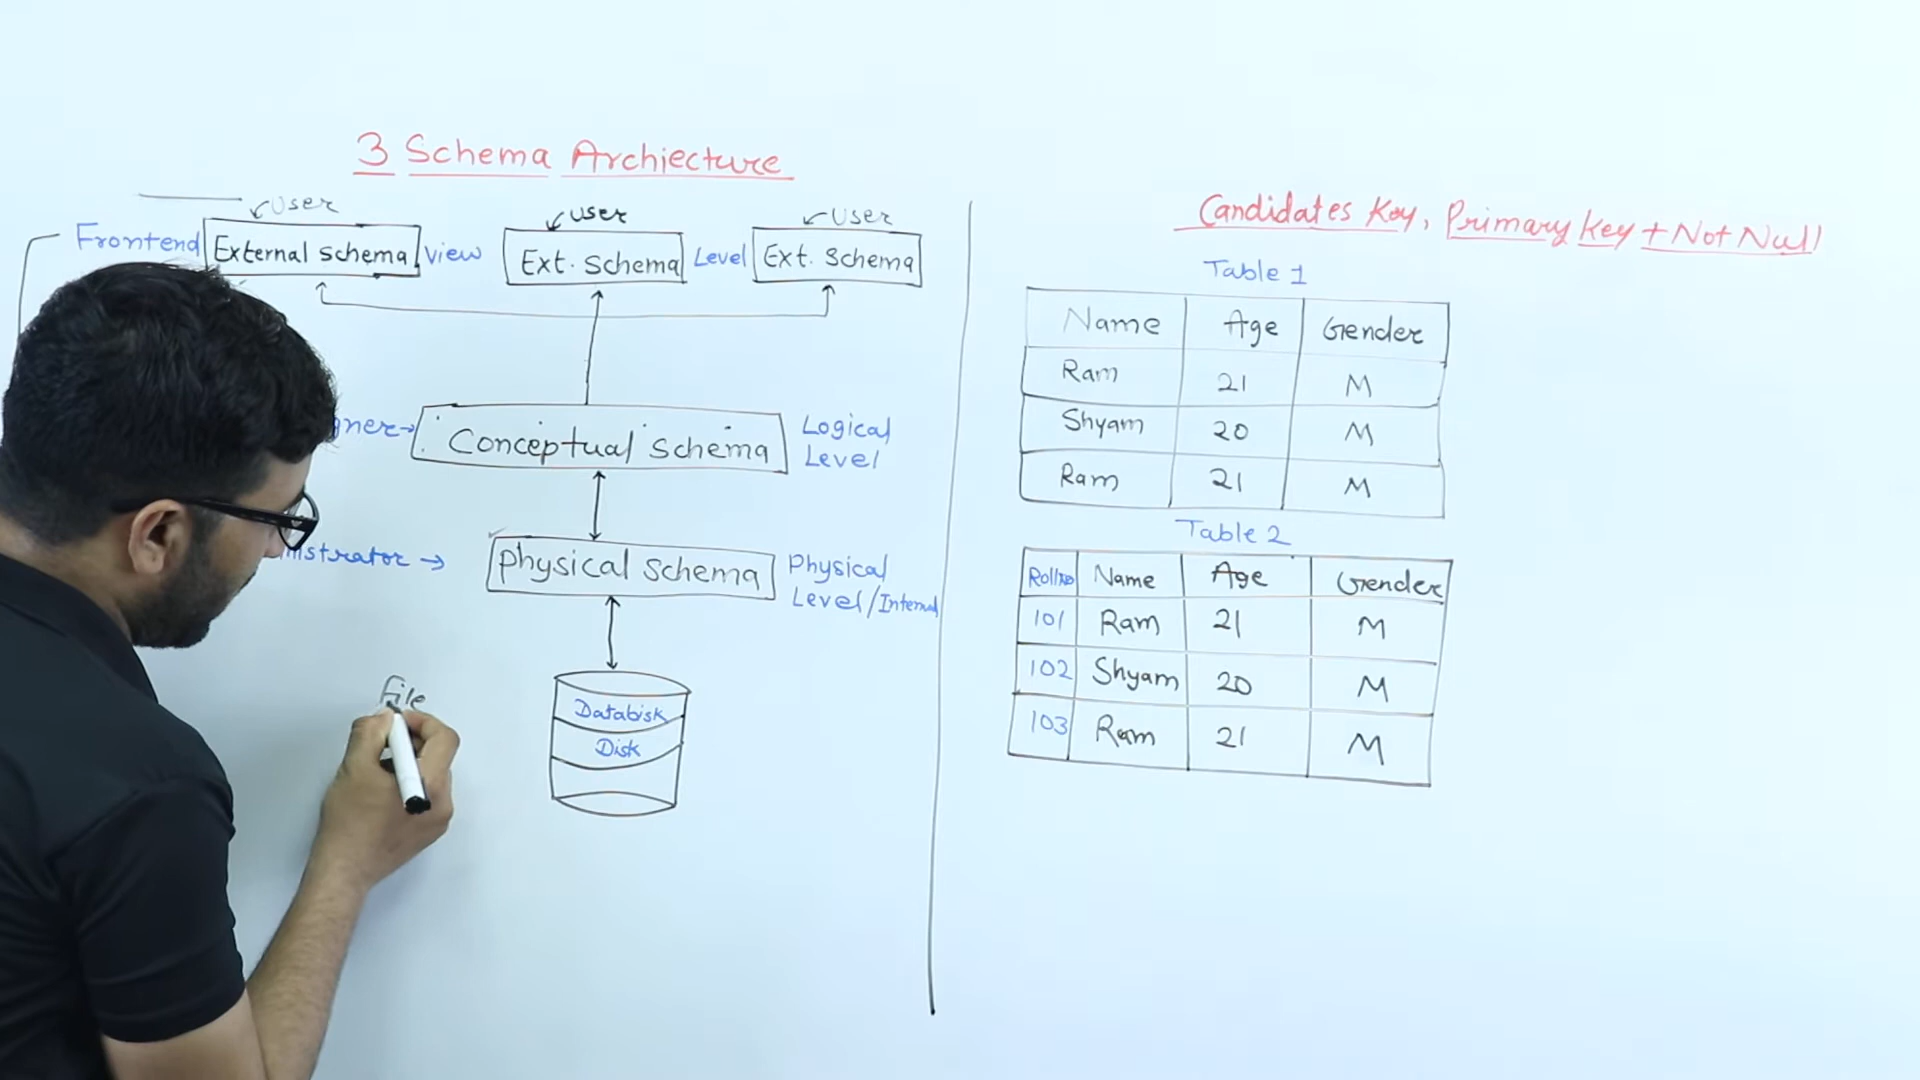 3 Schema Archiecture
User
user
User
Frontend
External schema
View
Ext. Schema
Level
Ext. Schema
Conceptual Schema
Logical
Level
Physical Schema
Physical
Level/Internal
file
Databisk
Disk
Candidates Key, Primary Key + Not Null
Table 1
Name Age Gender
Ram 21 M
Shyam 20 M
Ram 21 M
Table 2
Rollno Name Age Gender
101 Ram 21 M
102 Shyam 20 M
103 Ram 21 M